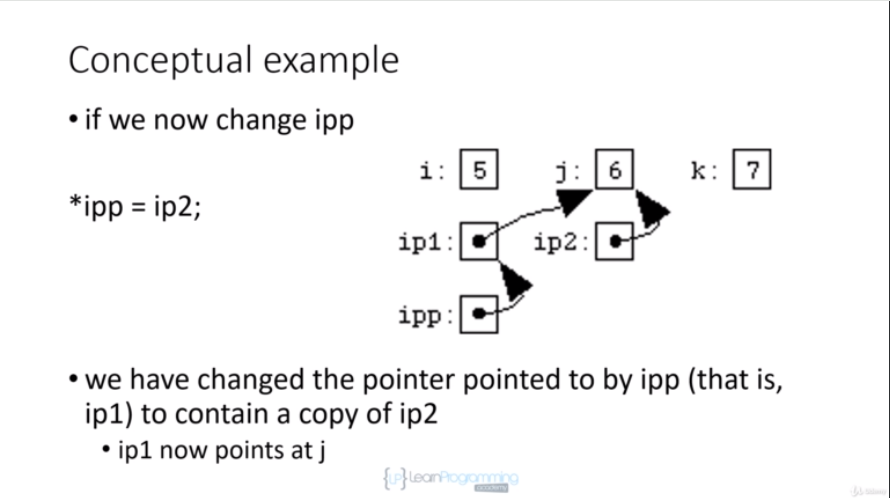 Conceptual example
• if we now change ipp
i: 5 j: 6 k: 7
*ipp = ip2;
ip1: ip2:
ipp:
• we have changed the pointer pointed to by ipp (that is,
ip1) to contain a copy of ip2
• ip1 now points at j
{LP} LearnProgramming
academy